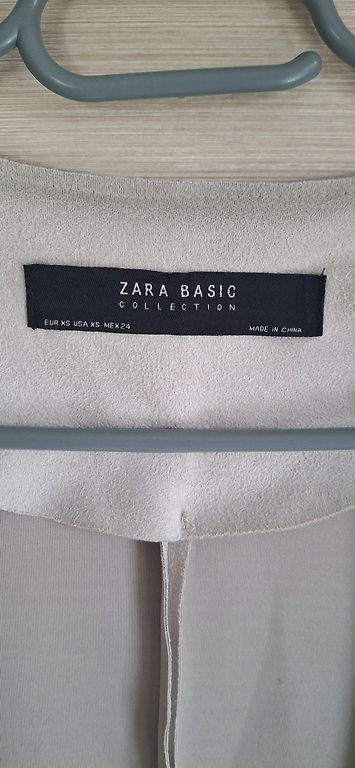 ZARA BASIC
COLLECTION
EUR XS USA XS MEX 24
MADE IN CHINA